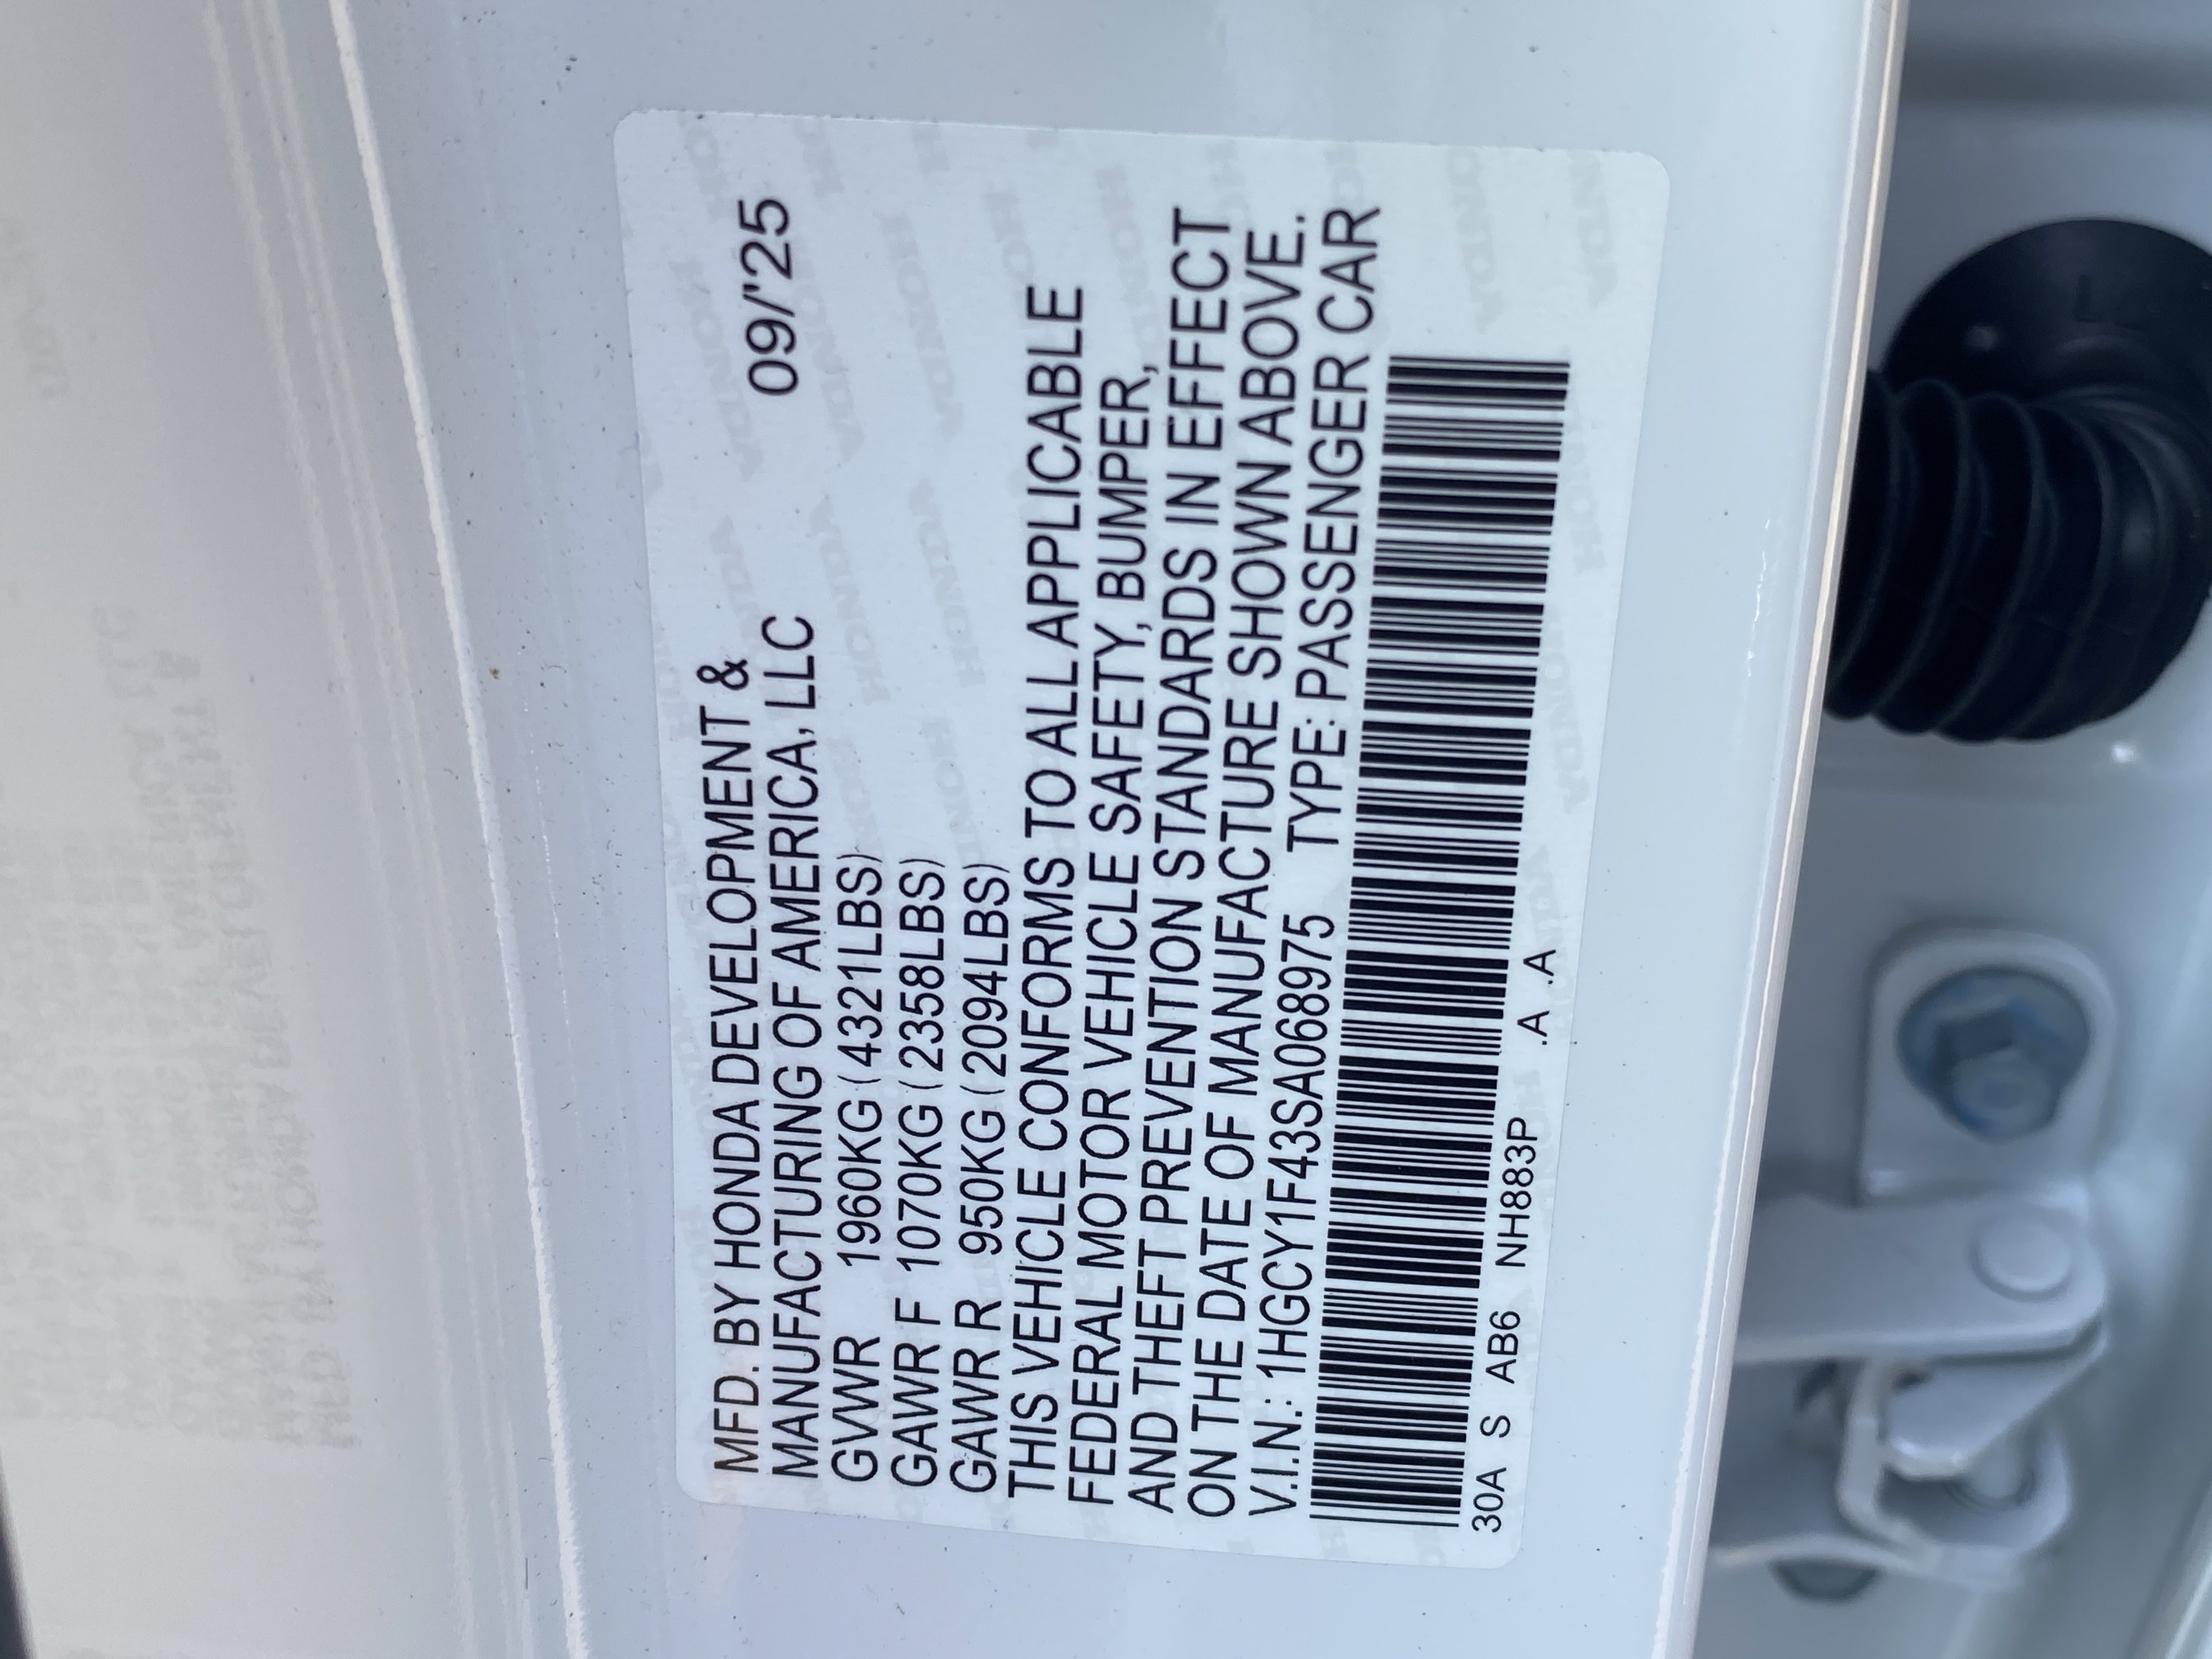 MFD. BY HONDA DEVELOPMENT &
MANUFACTURING OF AMERICA, LLC 09/'25
GVWR 1960KG (4321LBS)
GAWR F 1070KG (2358LBS)
GAWR R 950KG (2094LBS)
THIS VEHICLE CONFORMS TO ALL APPLICABLE
FEDERAL MOTOR VEHICLE SAFETY, BUMPER,
AND THEFT PREVENTION STANDARDS IN EFFECT
ON THE DATE OF MANUFACTURE SHOWN ABOVE.
V.I.N.: 1HGCY1F43SA068975 TYPE: PASSENGER CAR
30A S AB6 NH883P .A .A